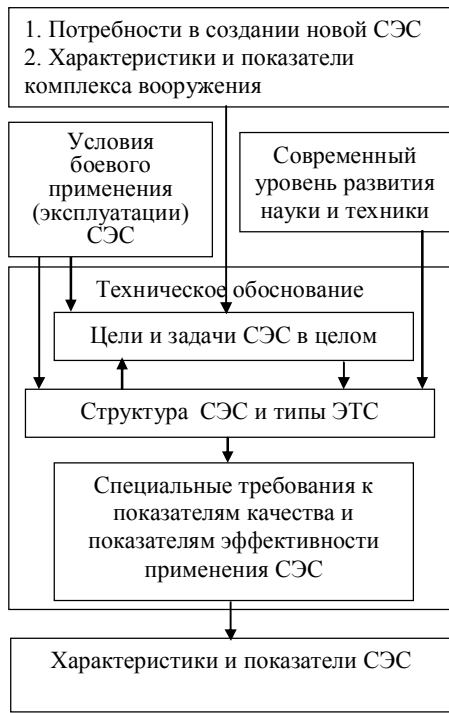 1. Потребности в создании новой СЭС
2. Характеристики и показатели
комплекса вооружения
Условия
боевого
применения
(эксплуатации)
СЭС
Современный
уровень развития
науки и техники
Техническое обоснование
Цели и задачи СЭС в целом
Структура СЭС и типы ЭТС
Специальные требования к
показателям качества и
показателям эффективности
применения СЭС
Характеристики и показатели СЭС